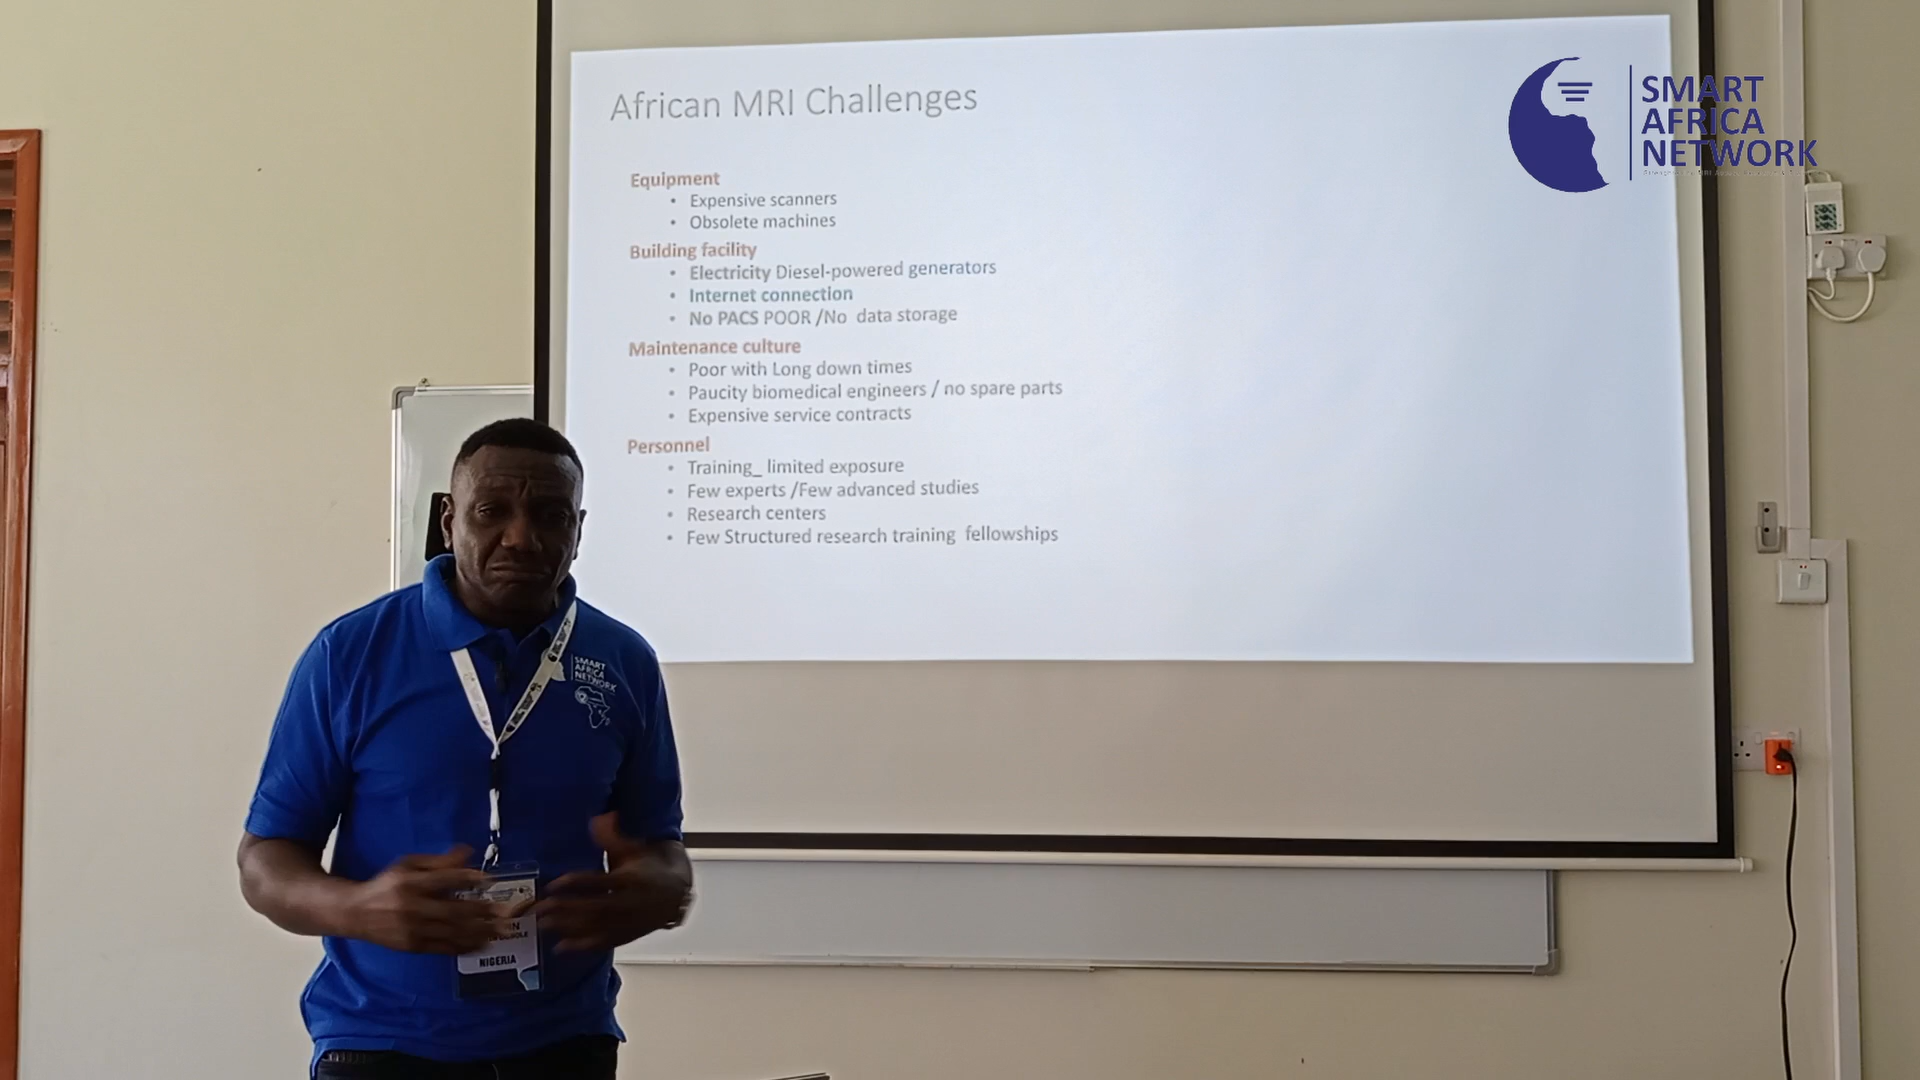 African MRI Challenges
Equipment
• Expensive scanners
• Obsolete machines
Building facility
• Electricity Diesel-powered generators
• Internet connection
• No PACS POOR /No data storage
Maintenance culture
• Poor with Long down times
• Paucity biomedical engineers / no spare parts
• Expensive service contracts
Personnel
• Training_ limited exposure
• Few experts /Few advanced studies
• Research centers
• Few Structured research training fellowships
SMART
AFRICA
NETWORK
SMART
AFRICA
NETWORK
NIGERIA